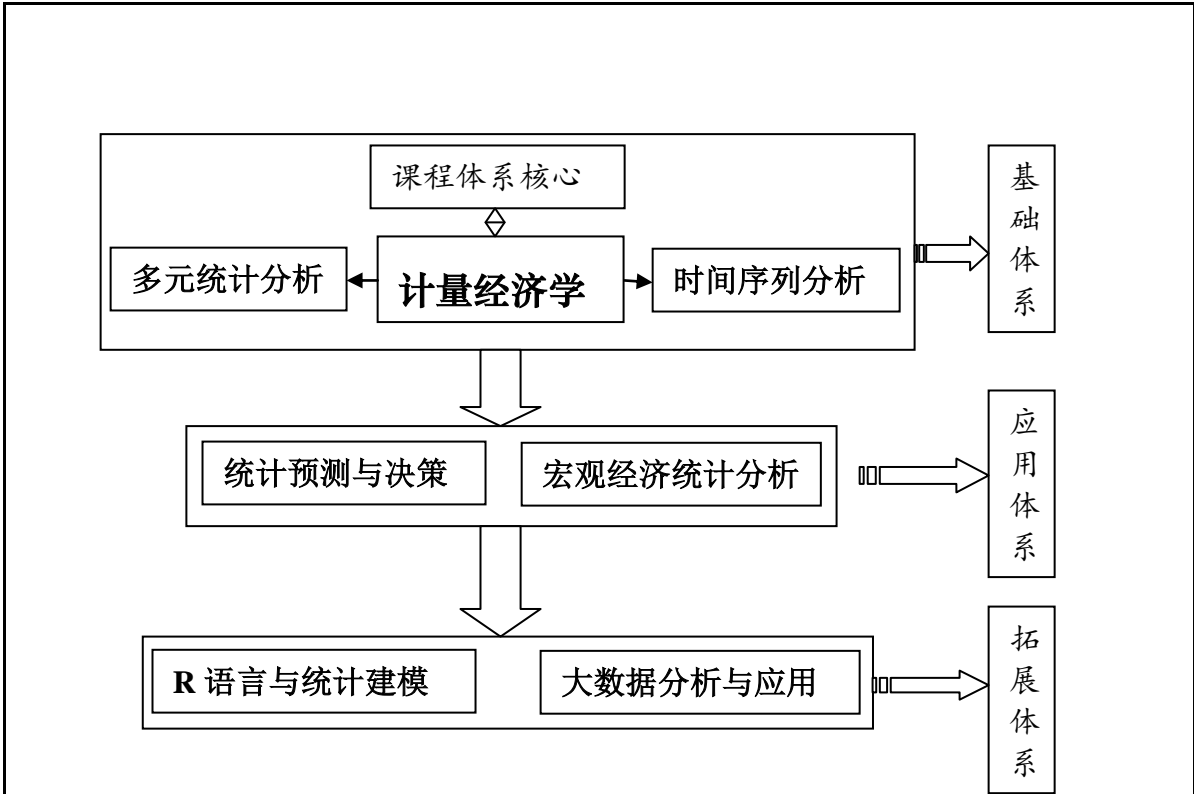 课程体系核心
多元统计分析
计量经济学
时间序列分析
基础体系
统计预测与决策
宏观经济统计分析
应用体系
R 语言与统计建模
大数据分析与应用
拓展体系